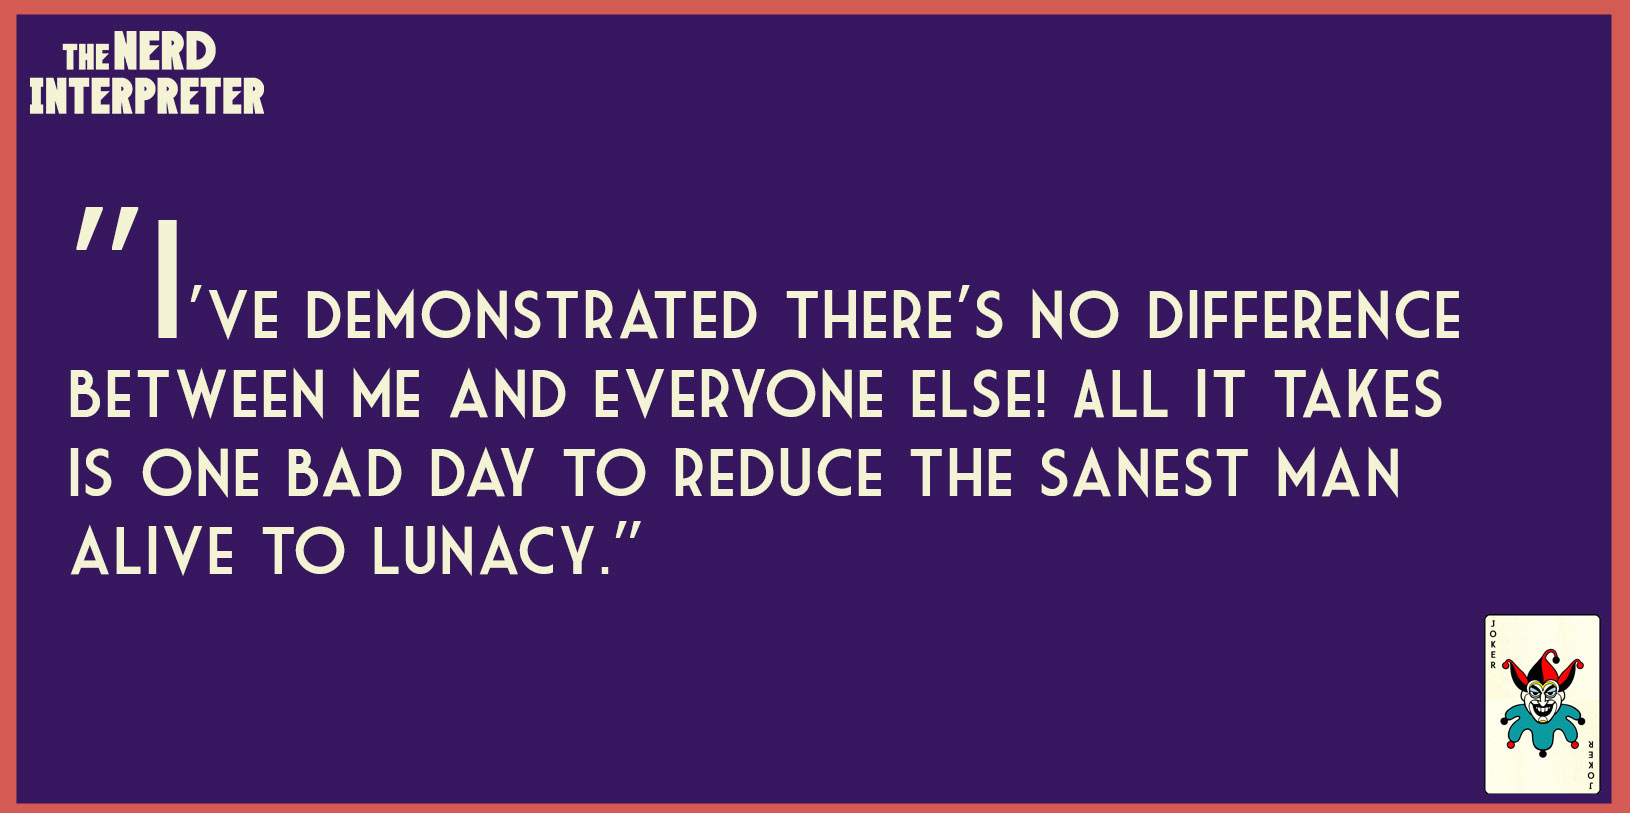 THE NERD
INTERPRETER
"I'VE DEMONSTRATED THERE'S NO DIFFERENCE
BETWEEN ME AND EVERYONE ELSE! ALL IT TAKES
IS ONE BAD DAY TO REDUCE THE SANEST MAN
ALIVE TO LUNACY."
JOKER
JOKER